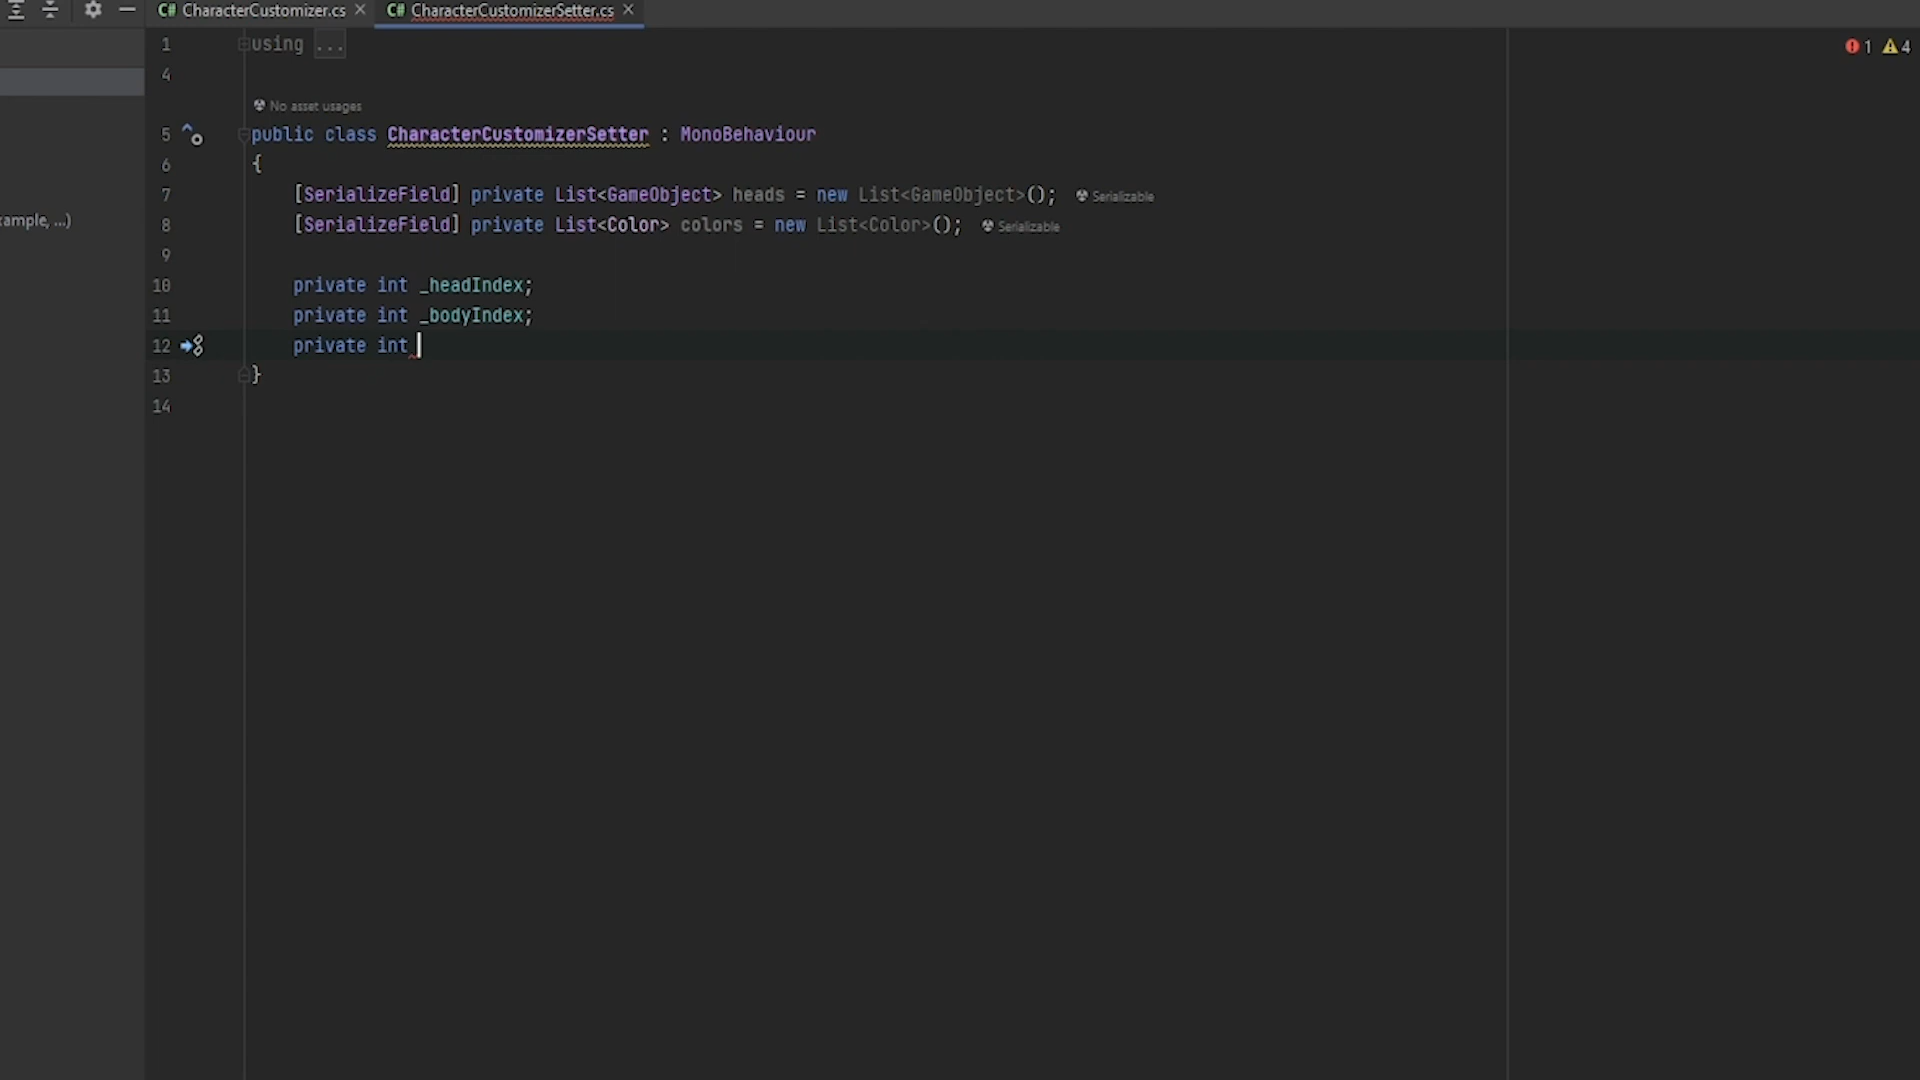 CharacterCustomizer.cs CharacterCustomizerSetter.cs
1 using ...
1 4
4
No asset usages
5 public class CharacterCustomizerSetter : MonoBehaviour
6 {
7 [SerializeField] private List<GameObject> heads = new List<GameObject>(); Serializable
ample, ...)
8 [SerializeField] private List<Color> colors = new List<Color>(); Serializable
9
10 private int _headIndex;
11 private int _bodyIndex;
12 private int
13 }
14